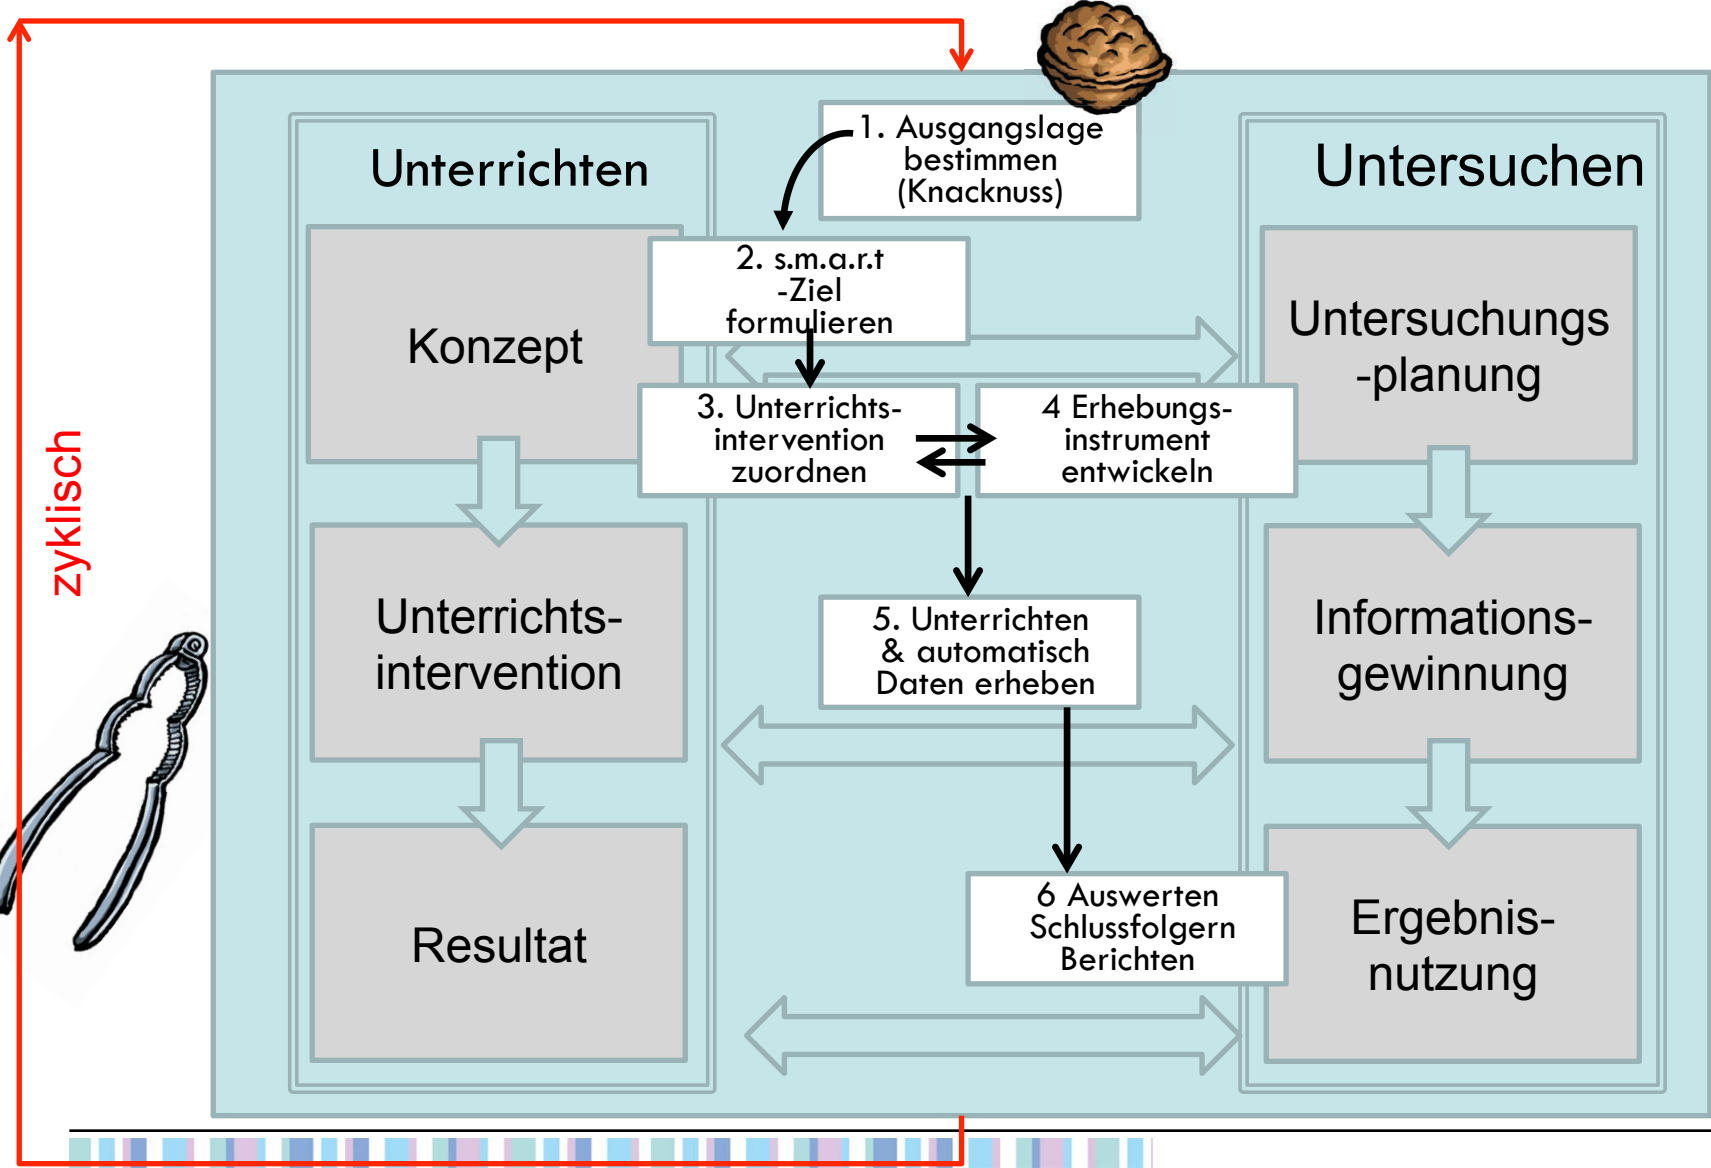 zyklisch
Unterrichten
Konzept
Unterrichts-
intervention
Resultat
1. Ausgangslage
bestimmen
(Knacknuss)
2. s.m.a.r.t
-Ziel
formulieren
3. Unterrichts-
intervention
zuordnen
4 Erhebungs-
instrument
entwickeln
5. Unterrichten
& automatisch
Daten erheben
6 Auswerten
Schlussfolgern
Berichten
Untersuchen
Untersuchungs
-planung
Informations-
gewinnung
Ergebnis-
nutzung